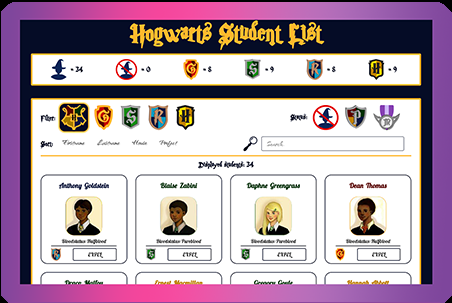 Hogwarts Student List
= 34 = 0 = 8 = 9 = 8 = 9
Filter:
Sort: Firstname Lastname House Prefect
Search
Displayed students: 34
Anthony Goldstein Blaise Zabini Daphne Greengrass Dean Thomas
Bloodstatus: Halfblood Bloodstatus: Pureblood Bloodstatus: Pureblood Bloodstatus: Halfblood
EXPEL EXPEL EXPEL EXPEL
Draco Malfoy Ernest Macmillan Gregory Goyle Hannah Abbott